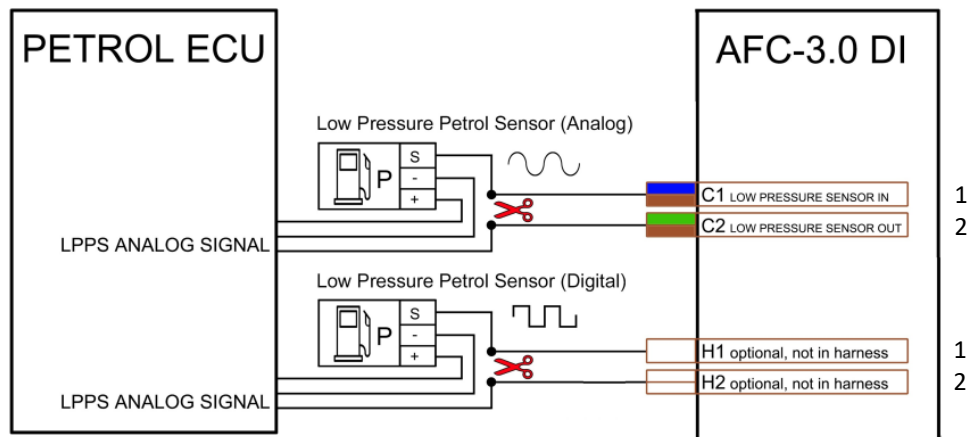 PETROL ECU
AFC-3.0 DI
Low Pressure Petrol Sensor (Analog)
P
S
-
+
C1 LOW PRESSURE SENSOR IN 1
C2 LOW PRESSURE SENSOR OUT 2
LPPS ANALOG SIGNAL
Low Pressure Petrol Sensor (Digital)
P
S
-
+
H1 optional, not in harness 1
H2 optional, not in harness 2
LPPS ANALOG SIGNAL